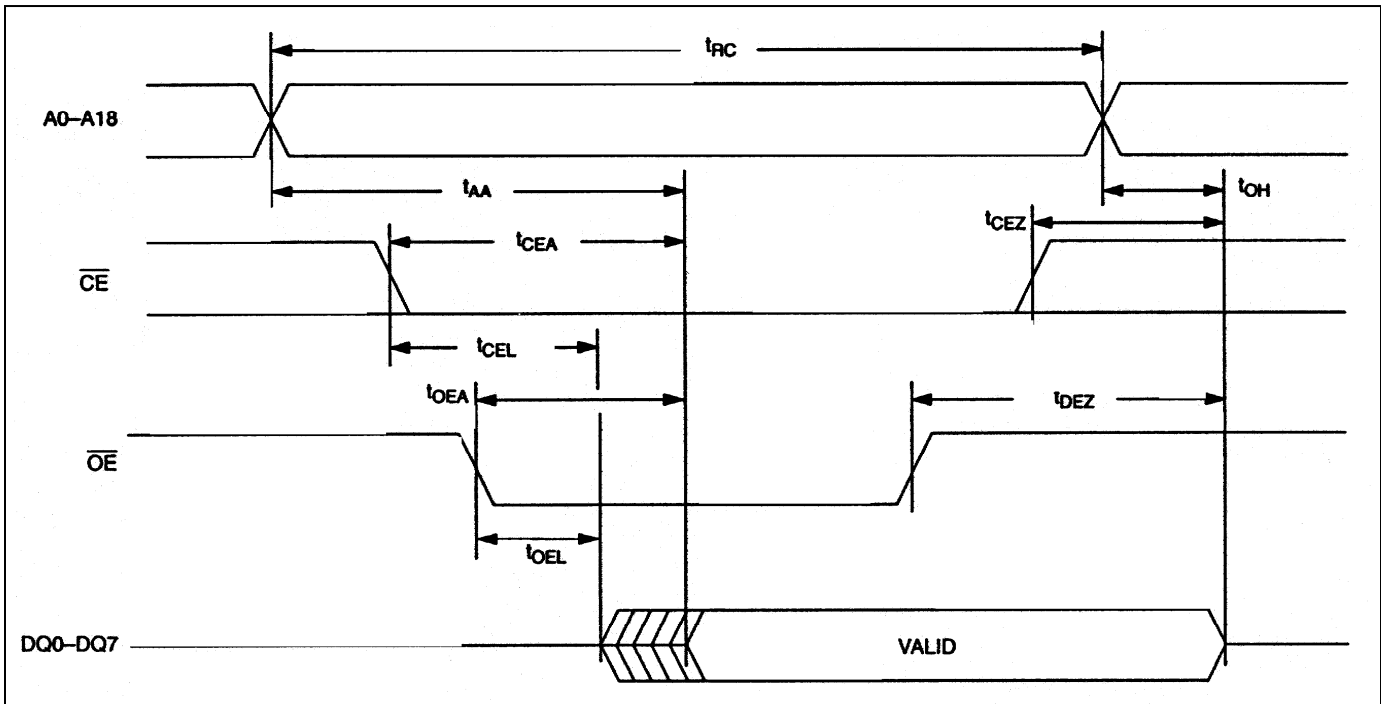 tRC
A0–A18
tAA
tOH
tCEZ
tCEA
CE
tCEL
tOEA
tDEZ
OE
tOEL
DQ0–DQ7
VALID